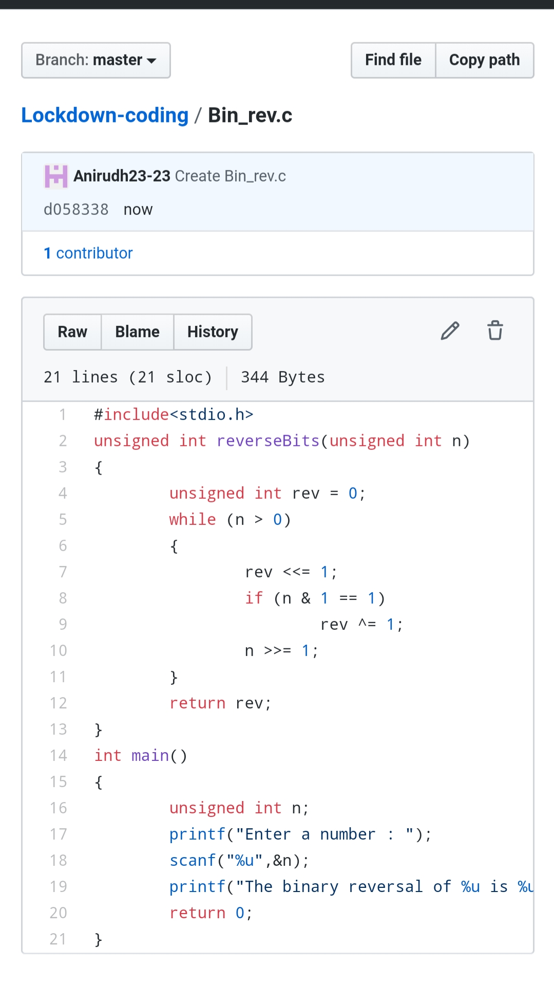 Branch: master
Find file
Copy path
Lockdown-coding / Bin_rev.c
Anirudh23-23 Create Bin_rev.c
d058338 now
1 contributor
Raw
Blame
History
21 lines (21 sloc) 344 Bytes
1 #include<stdio.h>
2 unsigned int reverseBits(unsigned int n)
3 {
4 unsigned int rev = 0;
5 while (n > 0)
6 {
7 rev <<= 1;
8 if (n & 1 == 1)
9 rev ^= 1;
10 n >>= 1;
11 }
12 return rev;
13 }
14 int main()
15 {
16 unsigned int n;
17 printf("Enter a number : ");
18 scanf("%u",&n);
19 printf("The binary reversal of %u is %u
20 return 0;
21 }